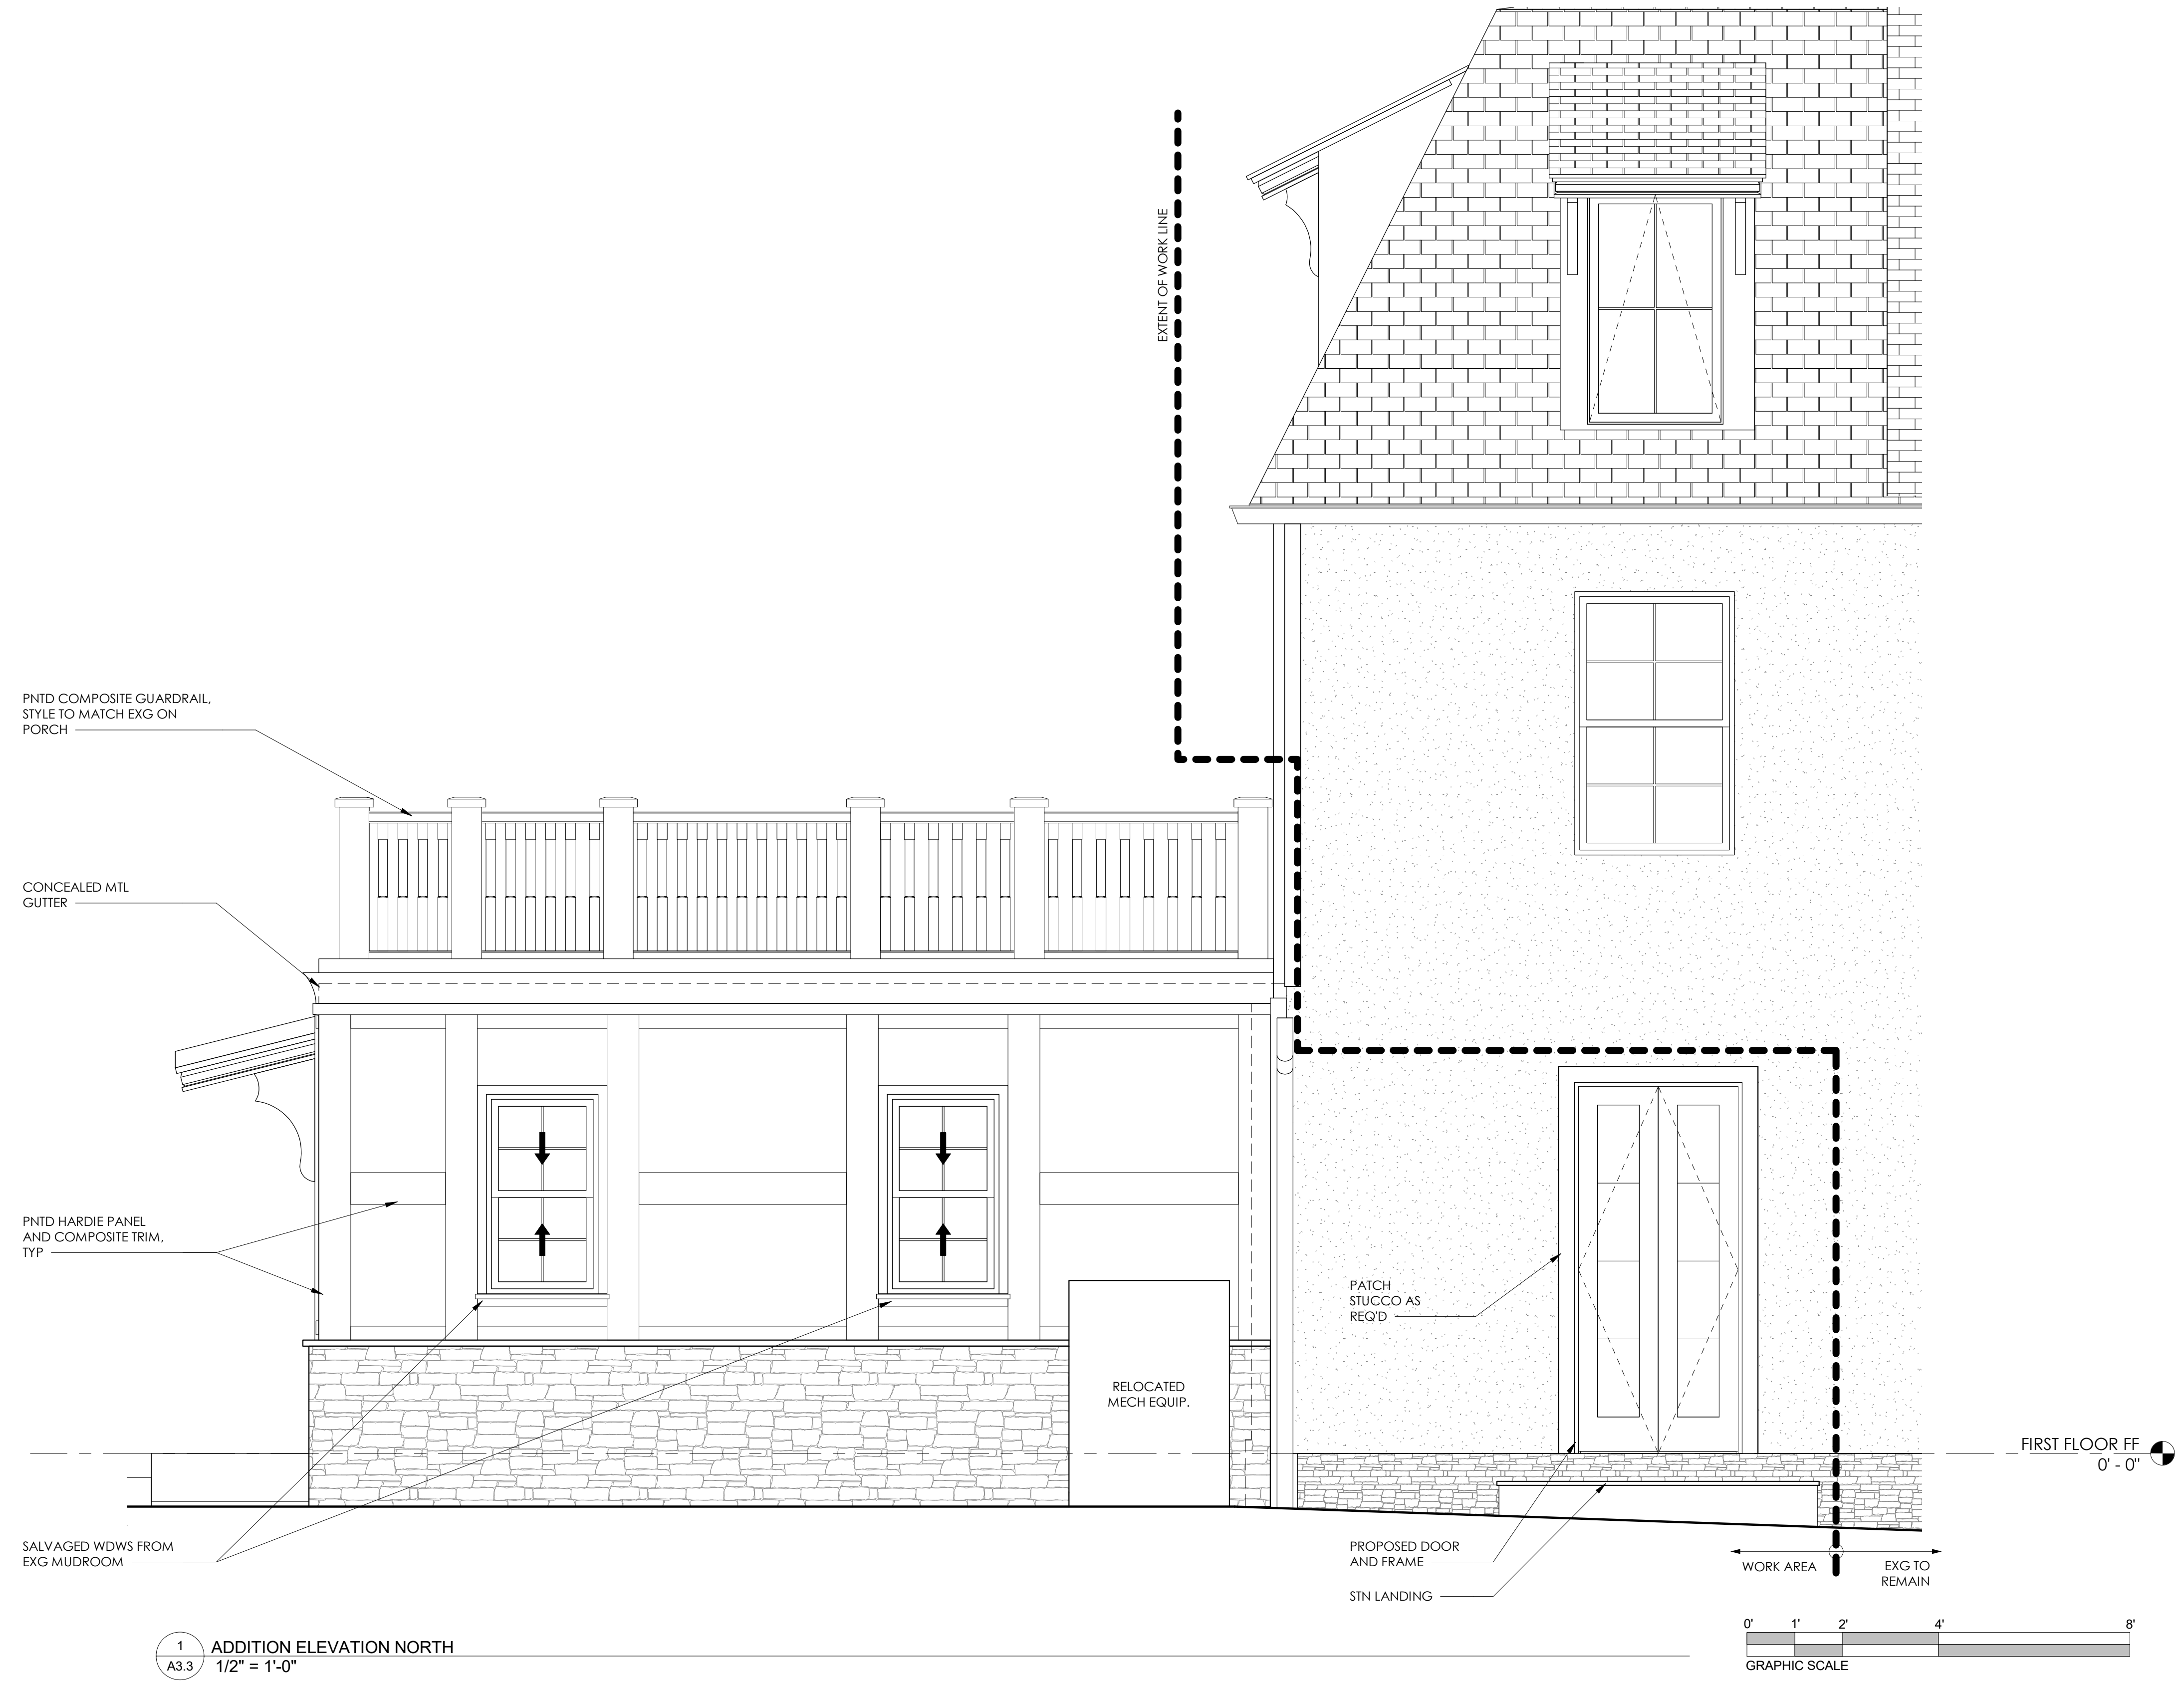 EXTENT OF WORK LINE
PNTD COMPOSITE GUARDRAIL,
STYLE TO MATCH EXG ON
PORCH
CONCEALED MTL
GUTTER
PNTD HARDIE PANEL
AND COMPOSITE TRIM,
TYP
PATCH
STUCCO AS
REQ'D
RELOCATED
MECH EQUIP.
FIRST FLOOR FF
0' - 0"
SALVAGED WDWS FROM
EXG MUDROOM
PROPOSED DOOR
AND FRAME
STN LANDING
WORK AREA
EXG TO
REMAIN
1
A3.3
ADDITION ELEVATION NORTH
1/2" = 1'-0"
0' 1' 2' 4' 8'
GRAPHIC SCALE